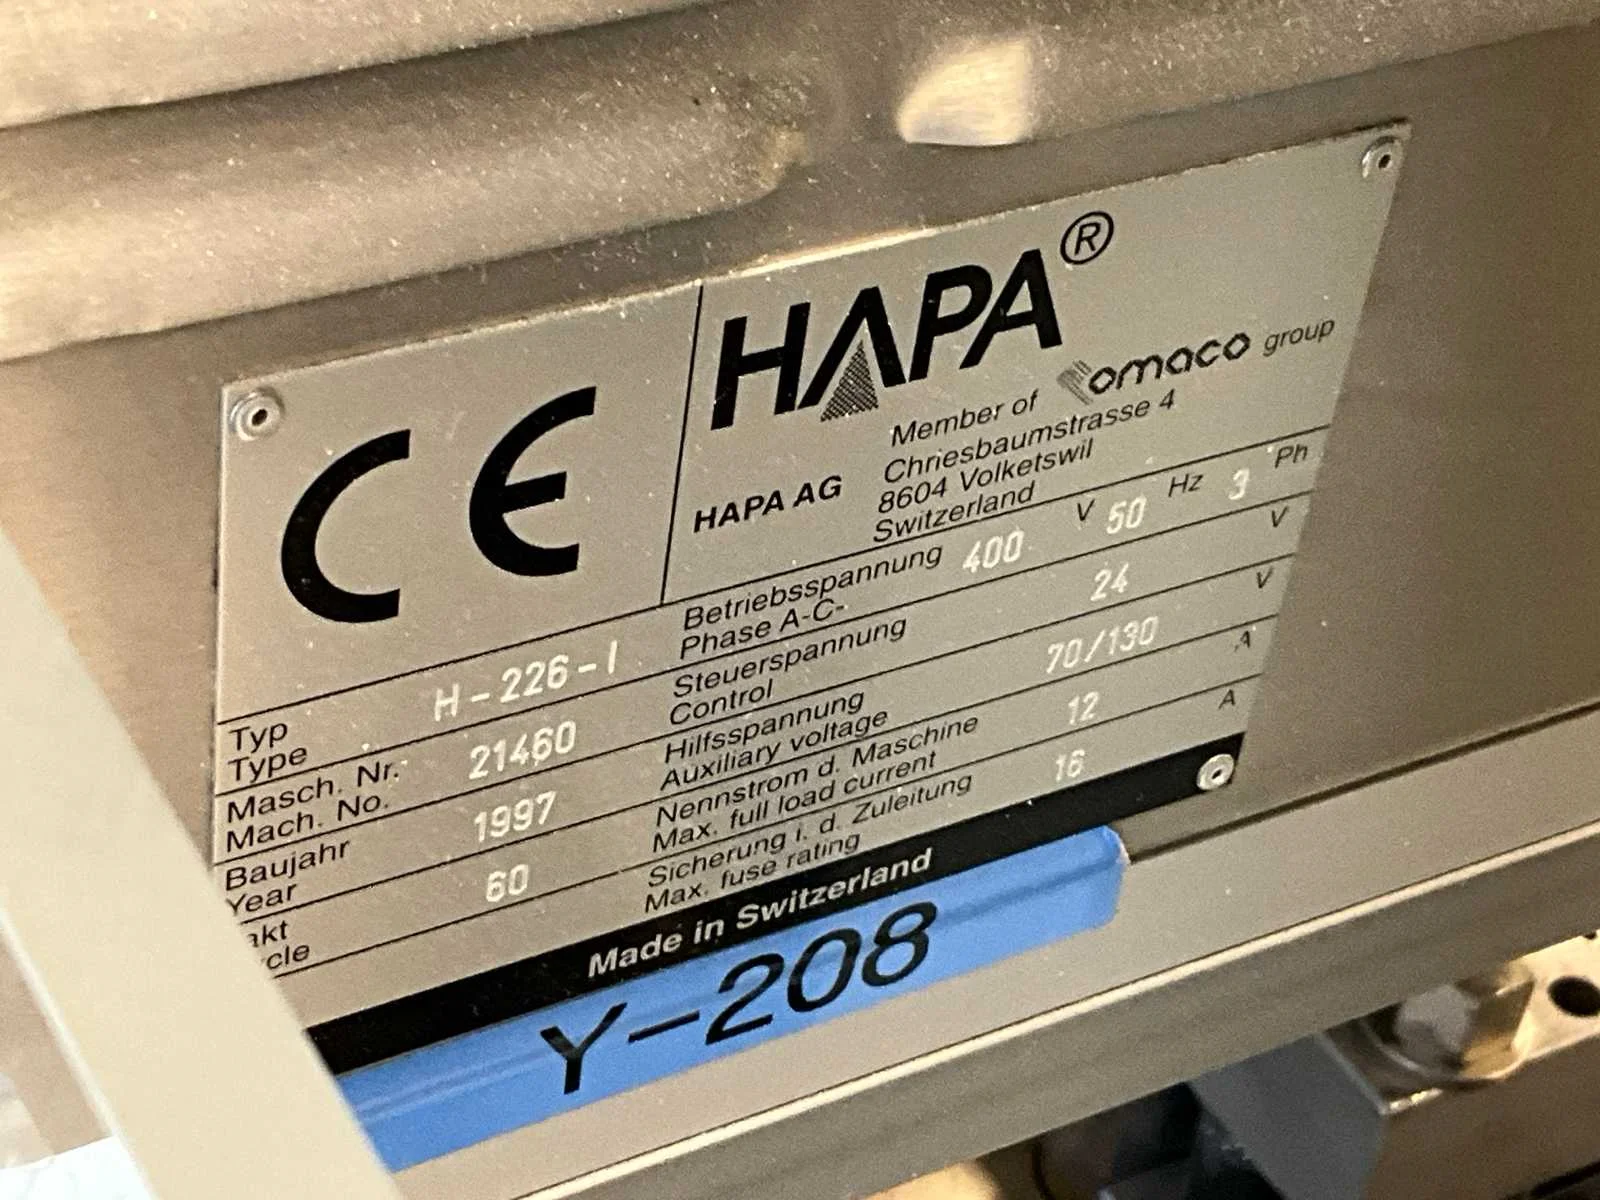 CE
HAPA®
Member of Romaco group
HAPA AG
Chriesbaumstrasse 4
8604 Volketswil
Switzerland
Typ
Type
H-226-I
Masch. Nr.
Mach. No.
21460
Baujahr
Year
1997
akt
cle
60
Betriebsspannung
Phase A-C-
400 V 50 Hz 3 Ph
Steuerspannung
Control
24 V
Hilfsspannung
Auxiliary voltage
70/130 V
Nennstrom d. Maschine
Max. full load current
12 A
Sicherung i. d. Zuleitung
Max. fuse rating
16 A
Made in Switzerland
Y-208